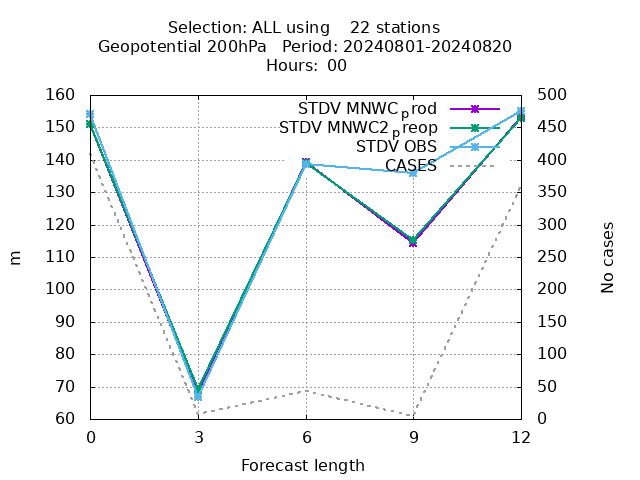 Selection: ALL using    22 stations
Geopotential 200hPa   Period: 20240801-20240820
Hours:  00
STDV MNWC_prod
STDV MNWC2_preop
STDV OBS
CASES
160
150
140
130
120
110
100
90
80
70
60
500
450
400
350
300
250
200
150
100
50
0
m
No cases
0 3 6 9 12
Forecast length